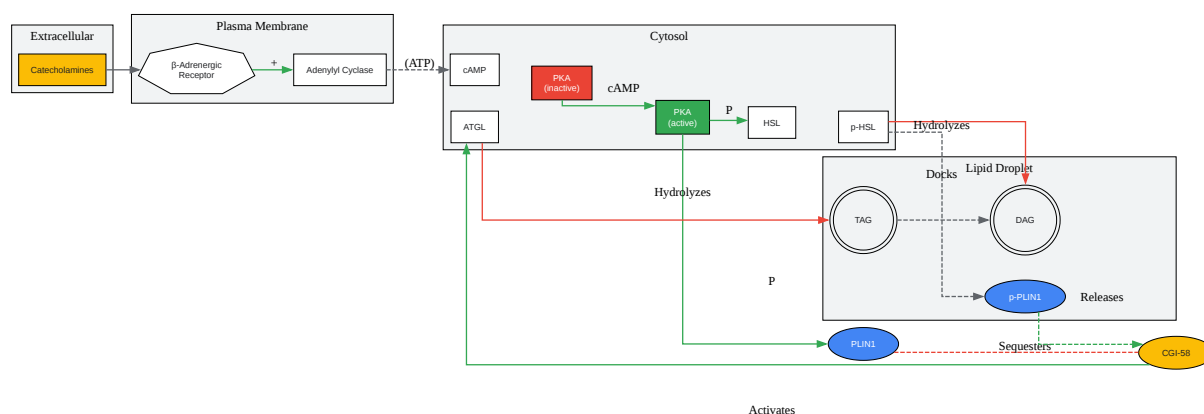 Extracellular
Catecholamines
Plasma Membrane
β-Adrenergic
Receptor
+
Adenylyl Cyclase
(ATP)
Cytosol
cAMP
PKA
(inactive)
cAMP
ATGL
PKA
(active)
P
HSL
p-HSL
Hydrolyzes
Lipid Droplet
Docks
Hydrolyzes
TAG
DAG
P
p-PLIN1
Releases
PLIN1
Sequesters
CGI-58
Activates